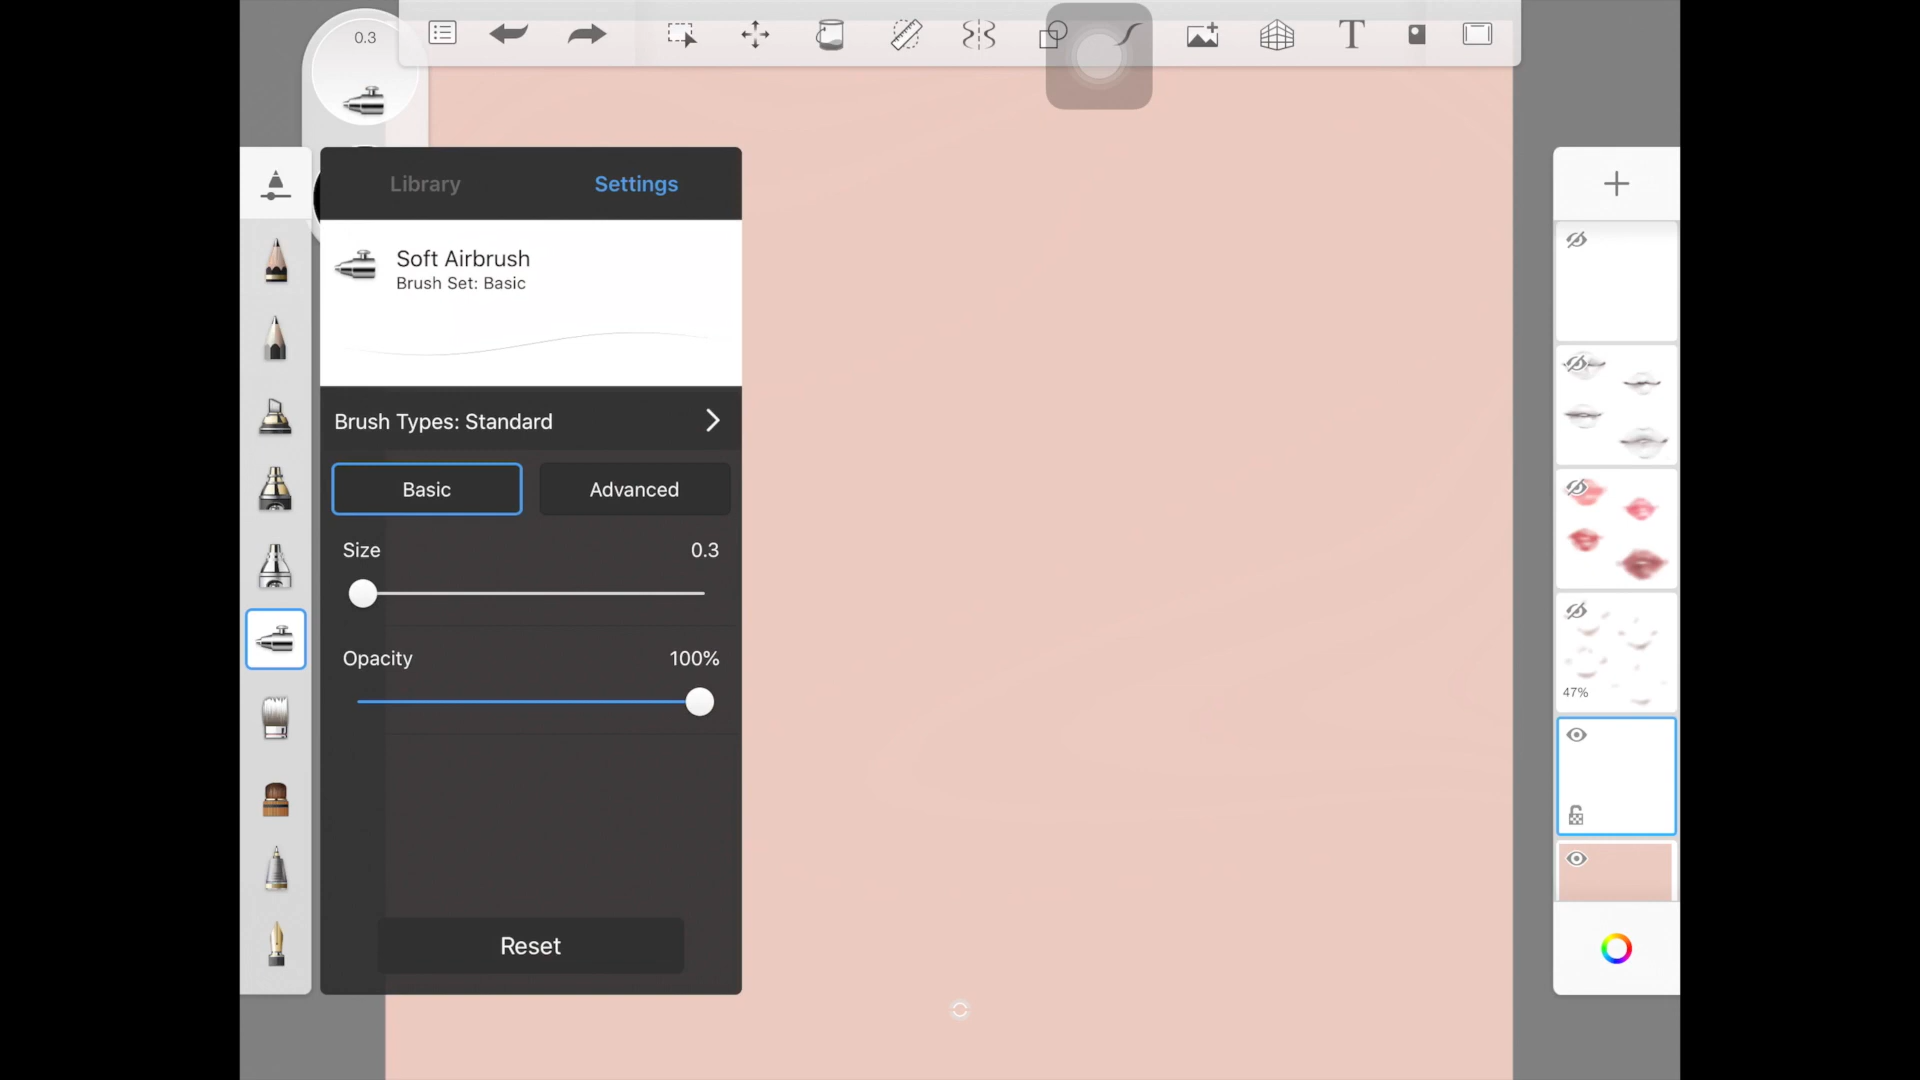 0.3
T
Library
Settings
Soft Airbrush
Brush Set: Basic
Brush Types: Standard
Basic
Advanced
Size
0.3
Opacity
100%
Reset
47%